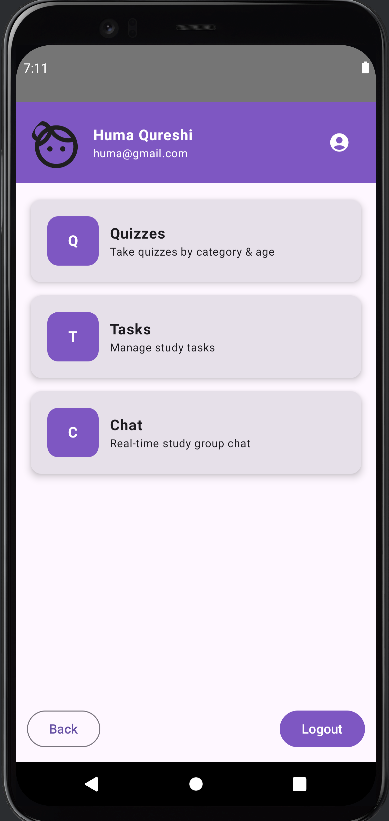 7:11
Huma Qureshi
huma@gmail.com
Q
Quizzes
Take quizzes by category & age
T
Tasks
Manage study tasks
C
Chat
Real-time study group chat
Back
Logout